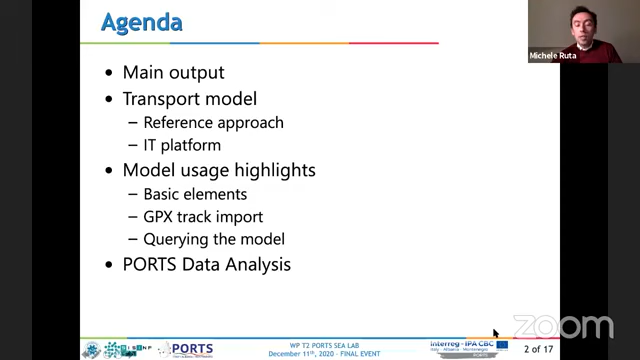 Agenda
Michele Ruta
• Main output
• Transport model
– Reference approach
– IT platform
• Model usage highlights
– Basic elements
– GPX track import
– Querying the model
• PORTS Data Analysis
zoom
PORTS
WP T2 PORTS SEA LAB
December 11th, 2020 – FINAL EVENT
Interreg - IPA CBC
Italy - Albania - Montenegro
PORTS
2 of 17